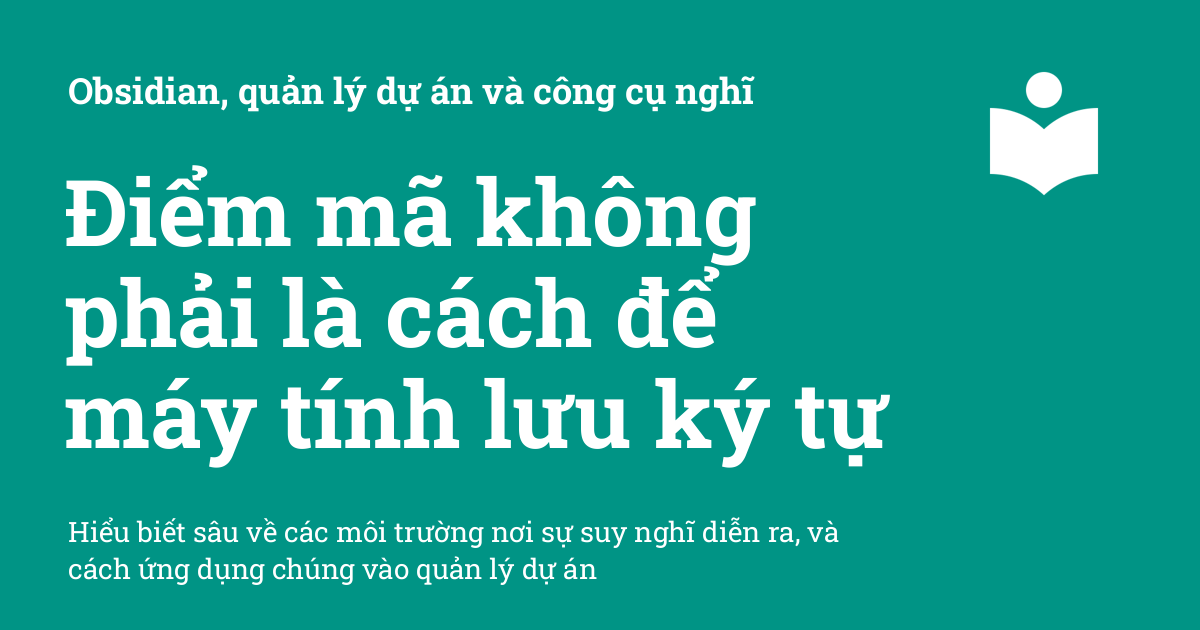 Obsidian, quản lý dự án và công cụ nghĩ
Điểm mã không
phải là cách để
máy tính lưu ký tự
Hiểu biết sâu về các môi trường nơi sự suy nghĩ diễn ra, và
cách ứng dụng chúng vào quản lý dự án